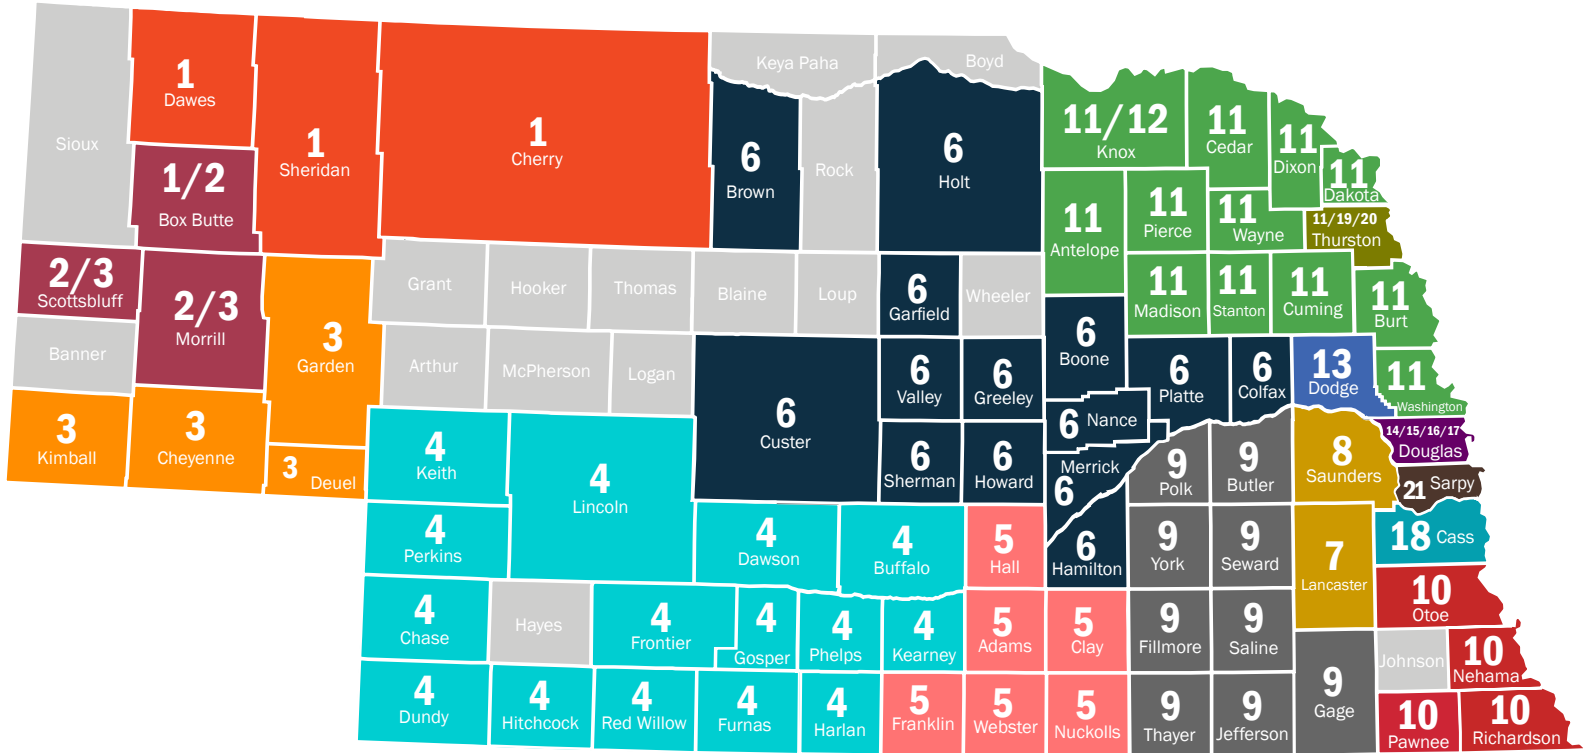 Keya Paha
Boyd
1
Dawes
Sioux
1
Sheridan
1
Cherry
6
Brown
Rock
6
Holt
11/12
Knox
11
Cedar
11
Dixon
11
Dakota
1/2
Box Butte
11
Antelope
11
Pierce
11
Wayne
11/19/20
Thurston
2/3
Scottsbluff
2/3
Morrill
3
Garden
Grant
Hooker
Thomas
Blaine
Loup
6
Garfield
Wheeler
11
Madison
11
Stanton
11
Cuming
11
Burt
Banner
Arthur
McPherson
Logan
6
Custer
6
Valley
6
Greeley
6
Boone
6
Platte
6
Colfax
13
Dodge
11
Washington
3
Kimball
3
Cheyenne
3
Deuel
4
Keith
4
Lincoln
6
Sherman
6
Howard
6 Nance
Merrick
6
9
Polk
9
Butler
8
Saunders
14/15/16/17
Douglas
21 Sarpy
4
Perkins
4
Dawson
4
Buffalo
5
Hall
6
Hamilton
9
York
9
Seward
7
Lancaster
18 Cass
4
Chase
Hayes
4
Frontier
4
Gosper
4
Phelps
4
Kearney
5
Adams
5
Clay
9
Fillmore
9
Saline
10
Otoe
Johnson
10
Nehama
4
Dundy
4
Hitchcock
4
Red Willow
4
Furnas
4
Harlan
5
Franklin
5
Webster
5
Nuckolls
9
Thayer
9
Jefferson
9
Gage
10
Pawnee
10
Richardson